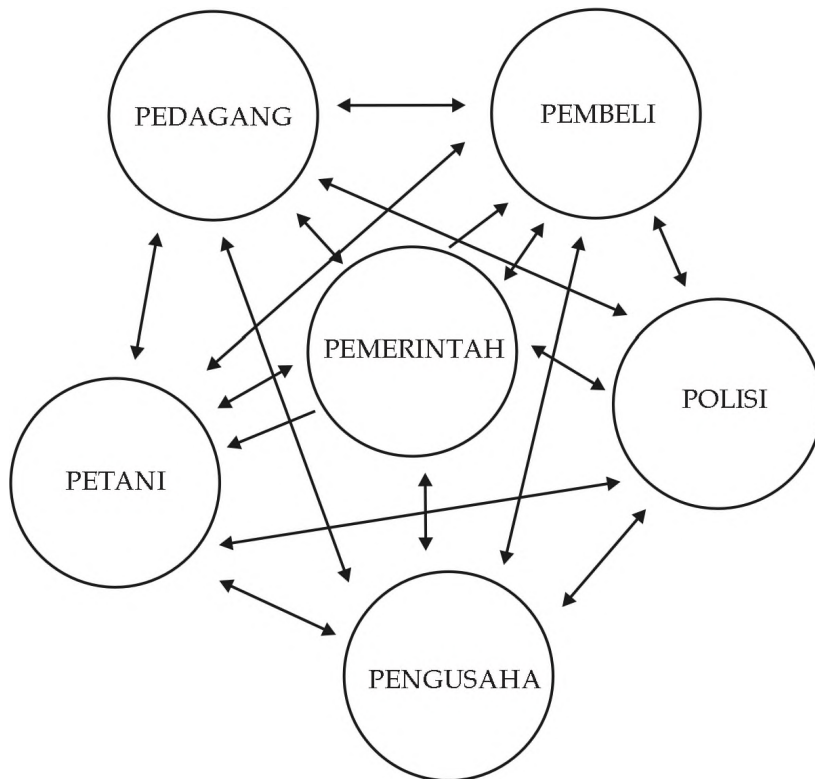 PEDAGANG
PEMBELI
PEMERINTAH
POLISI
PETANI
PENGUSAHA